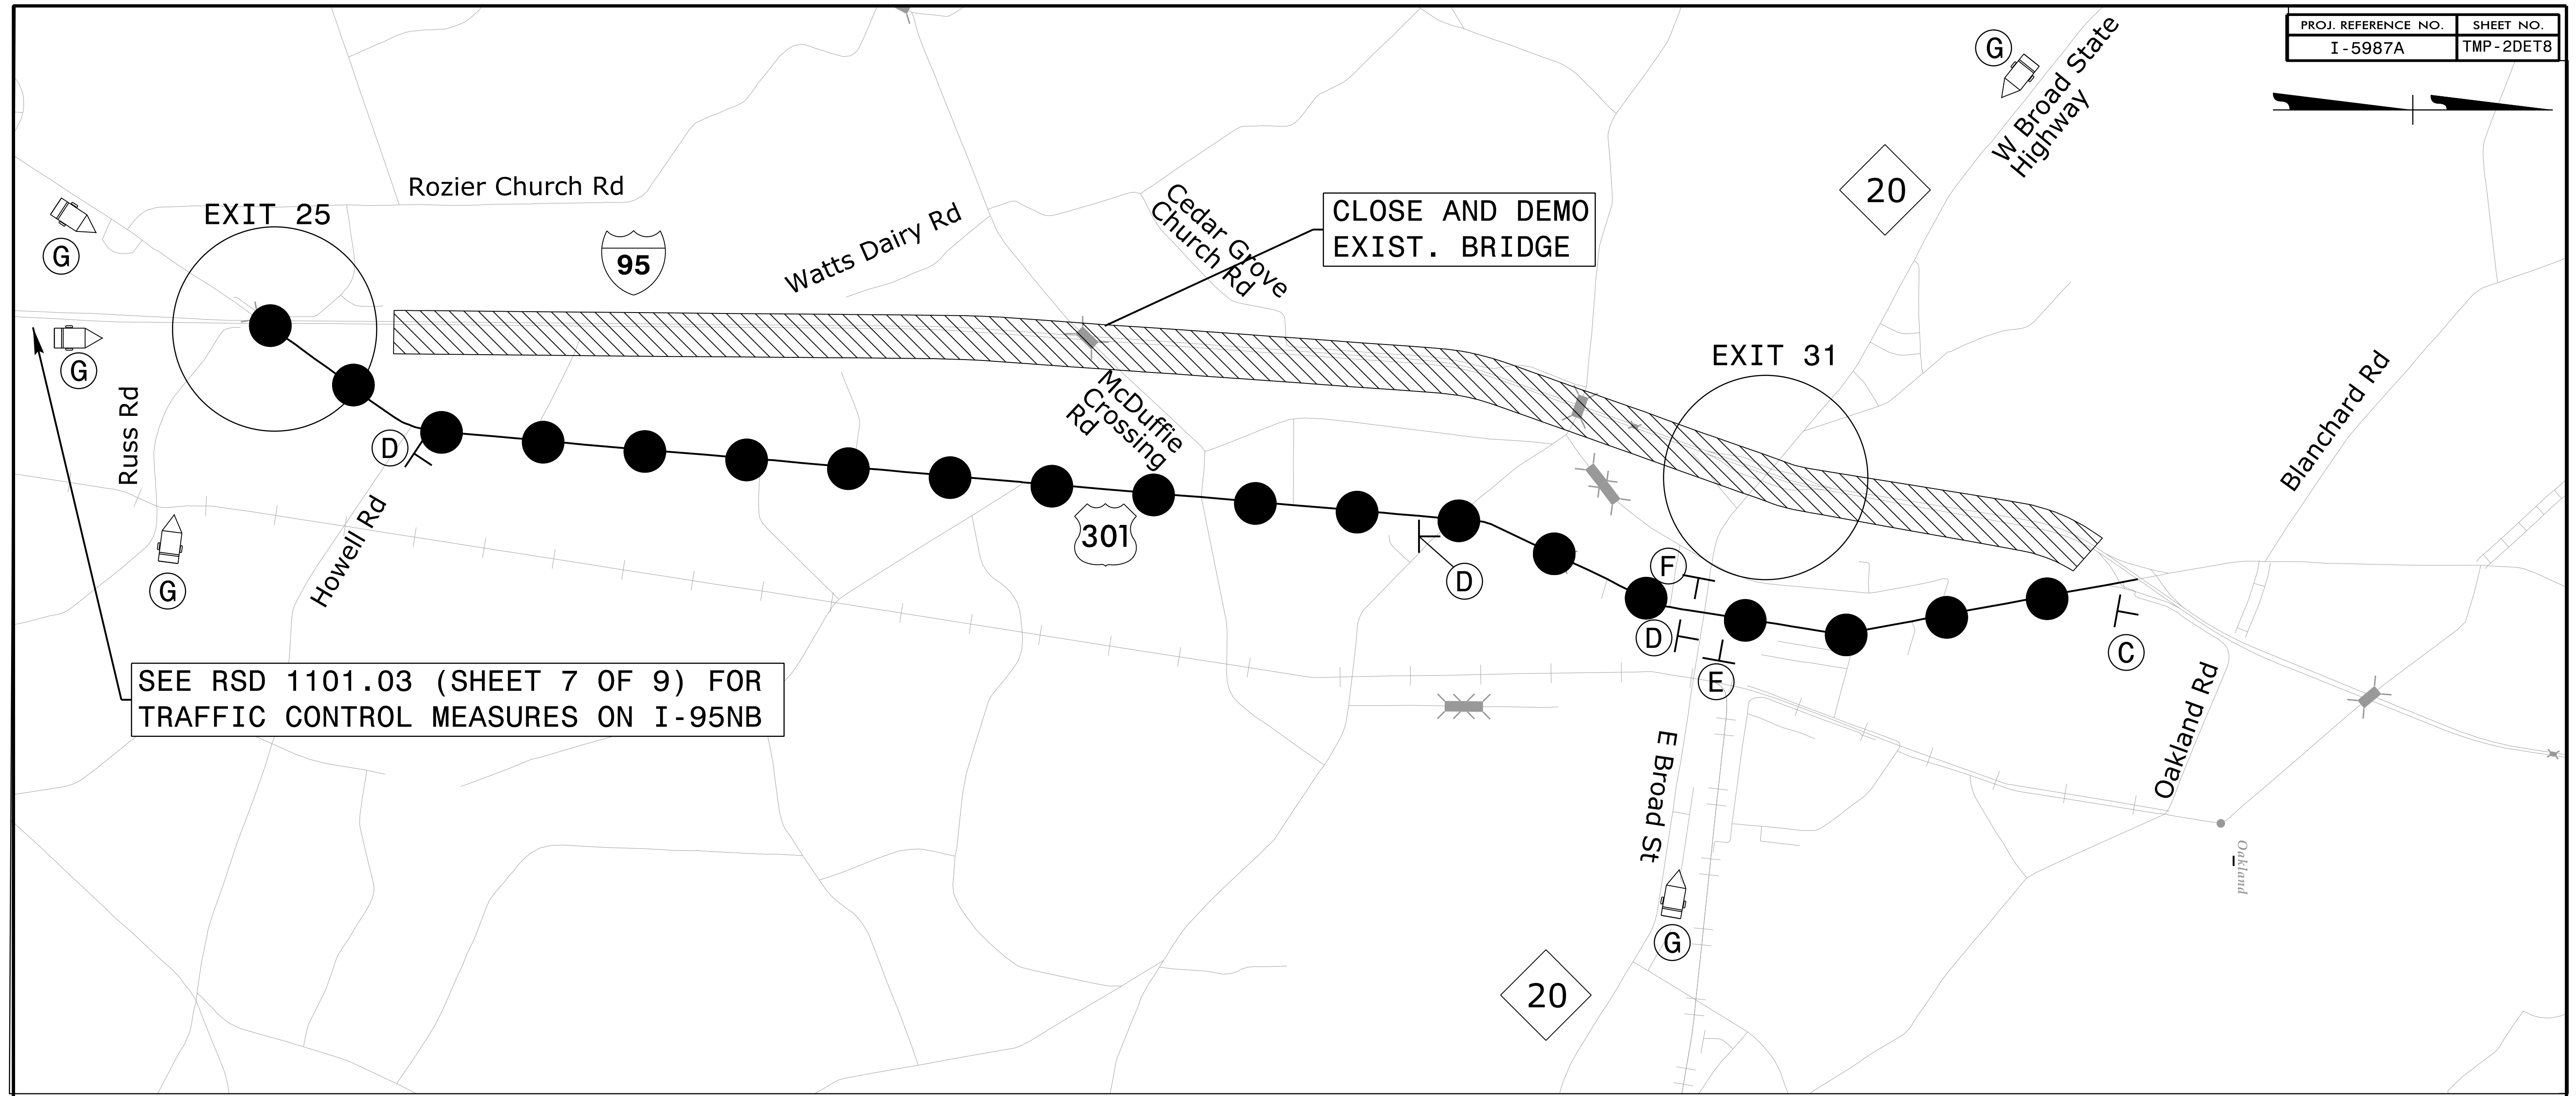 PROJ. REFERENCE NO. SHEET NO.
I-5987A TMP-2DET8
G
W Broad State
Highway
20
Rozier Church Rd
EXIT 25
G
95
Watts Dairy Rd
Cedar Grove
Church Rd
CLOSE AND DEMO
EXIST. BRIDGE
EXIT 31
G
Russ Rd
D
McDuffie
Crossing
Rd
Blanchard Rd
301
Howell Rd
G
D
F
D
E
C
SEE RSD 1101.03 (SHEET 7 OF 9) FOR
TRAFFIC CONTROL MEASURES ON I-95NB
Oakland Rd
E Broad St
Oakland
G
20